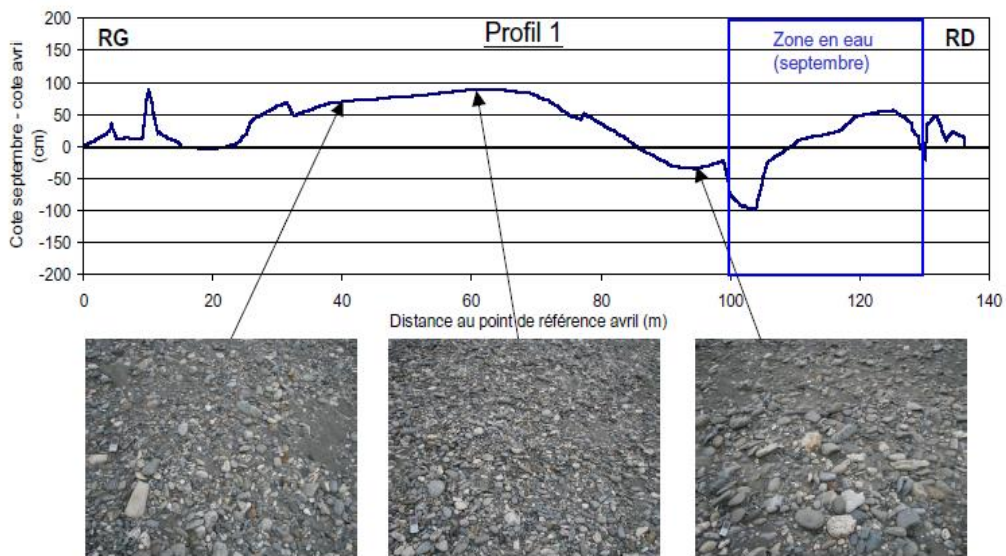 Profil 1
RG
RD
Zone en eau
(septembre)
Cote septembre - cote avri
(cm)
200
150
100
50
0
-50
-100
-150
-200
0 20 40 60 80 100 120 140
Distance au point de référence avril (m)